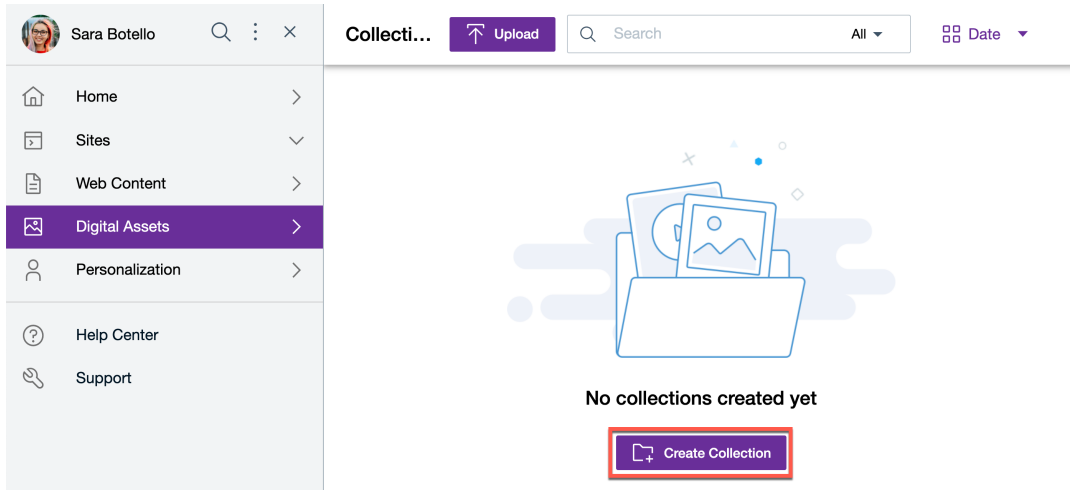 Sara Botello
Collecti...
Upload
Search
All
Date
Home
Sites
Web Content
Digital Assets
Personalization
Help Center
Support
No collections created yet
Create Collection